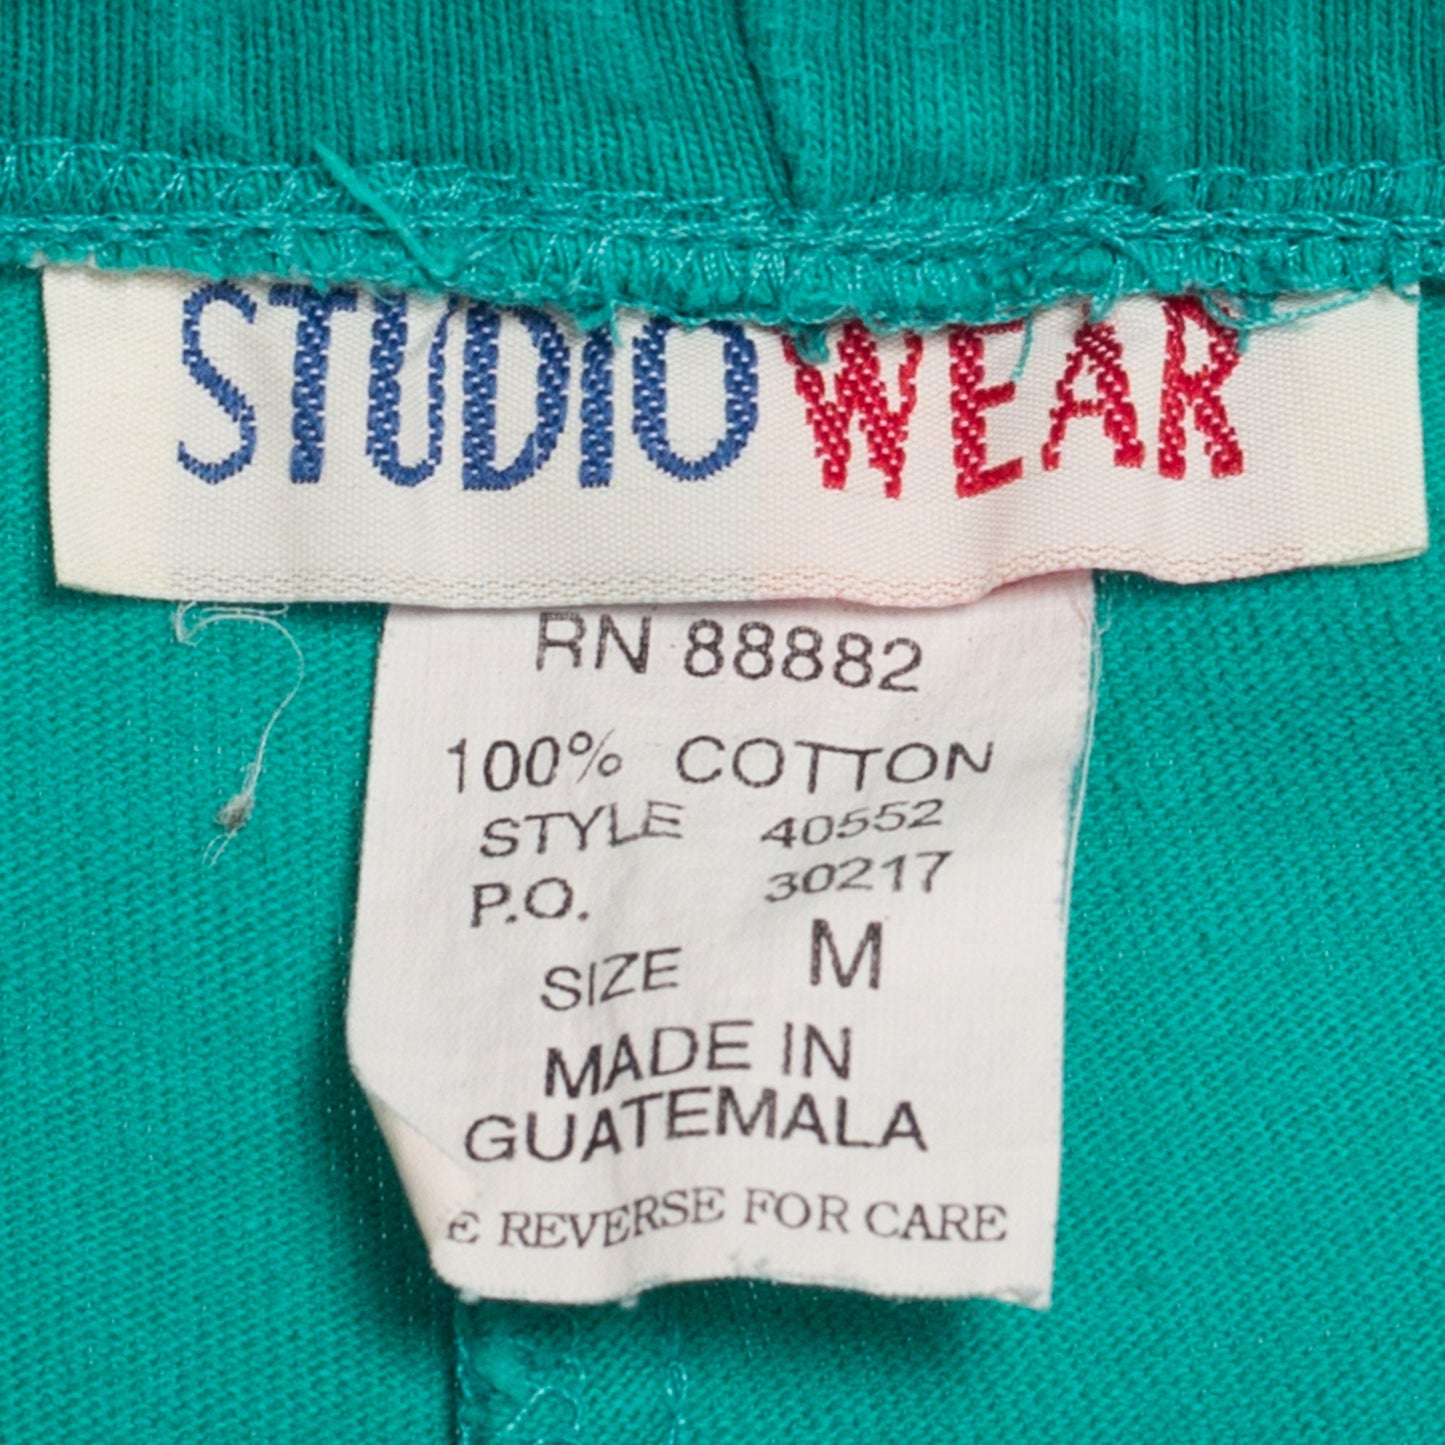 STUDIO WEAR
RN 88882
100% COTTON
STYLE 40552
P.O. 30217
SIZE M
MADE IN
GUATEMALA
E REVERSE FOR CARE